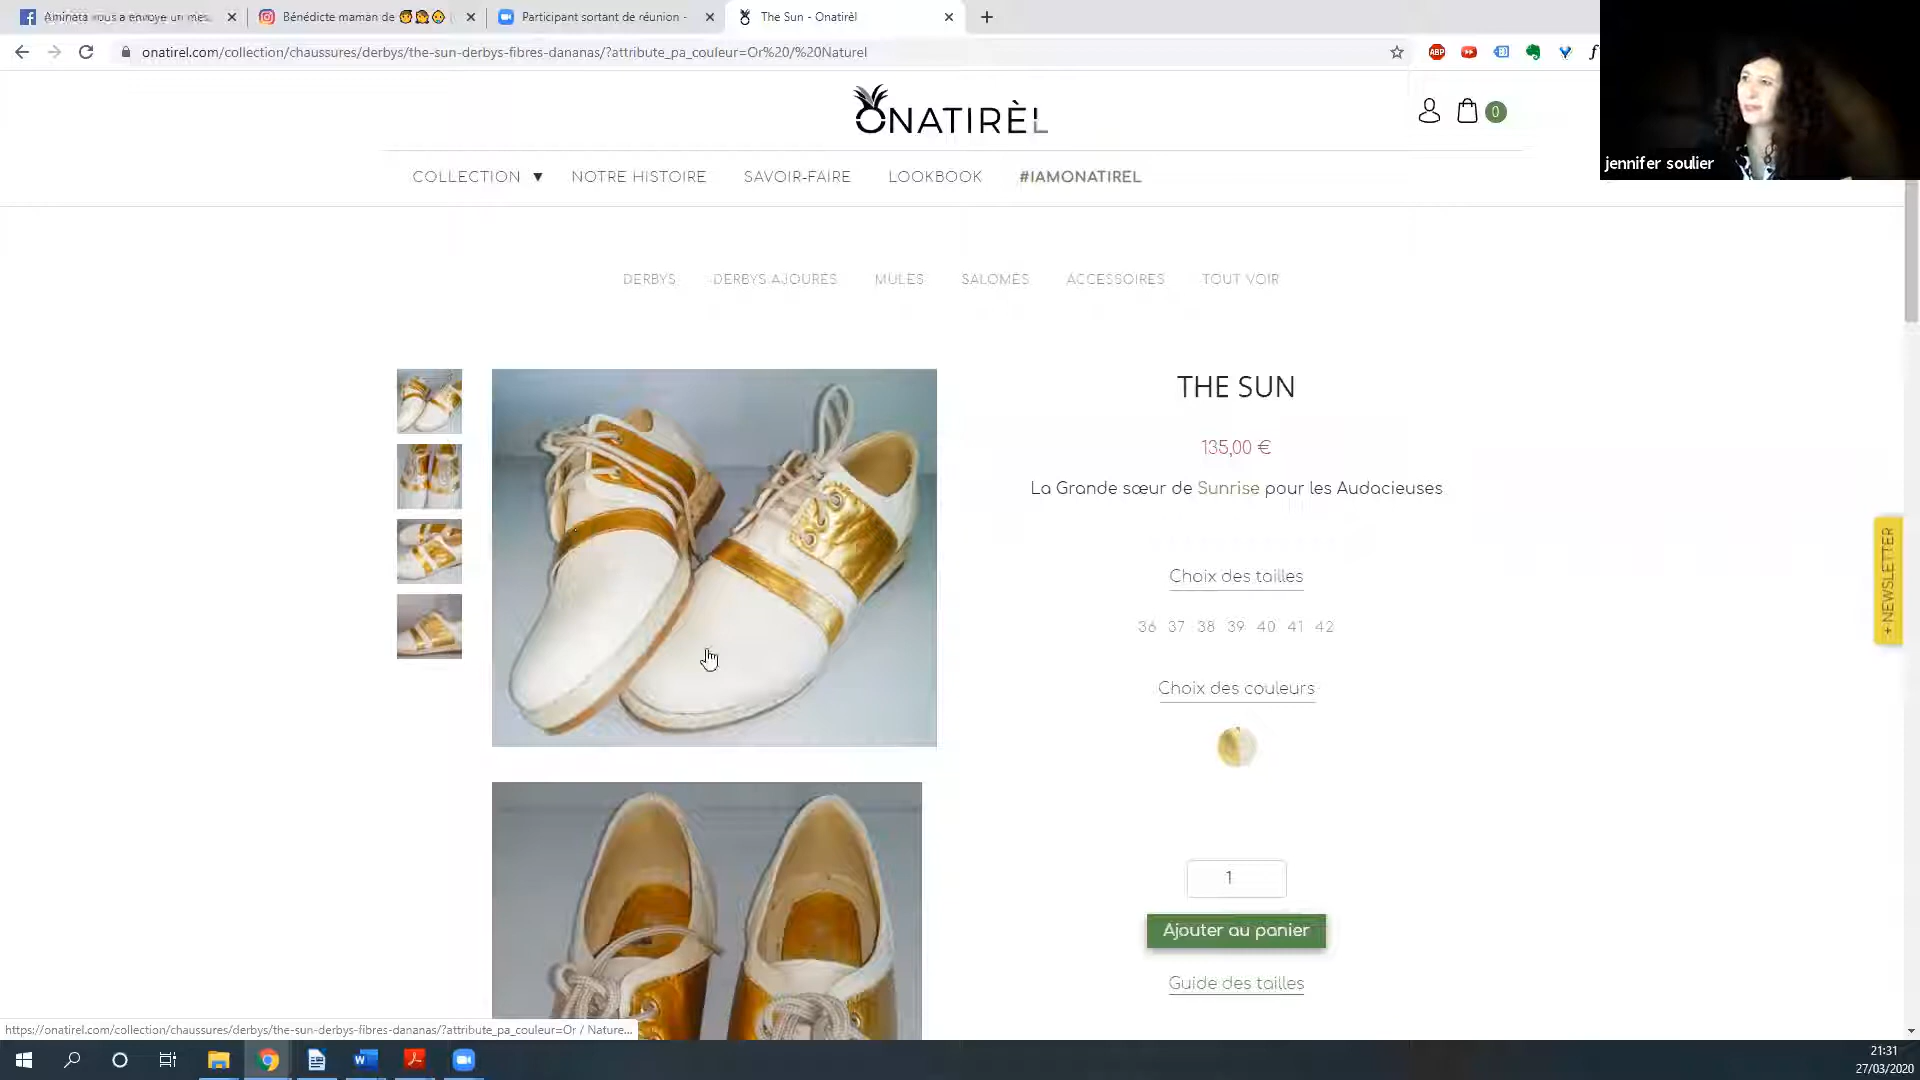 Aminata vous a envoyé un mes.
Bénédicte maman de
Participant sortant de réunion -
The Sun - Onatirèl
onatirel.com/collection/chaussures/derbys/the-sun-derbys-fibres-dananas/?attribute_pa_couleur=Or%20/%20Naturel
ABP
jennifer soulier
ONATIRÈL
0
COLLECTION ▼ NOTRE HISTOIRE SAVOIR-FAIRE LOOKBOOK #IAMONATIREL
DERBYS DERBYS AJOURÉS MULES SALOMÉS ACCESSOIRES TOUT VOIR
THE SUN
135,00 €
La Grande sœur de Sunrise pour les Audacieuses
Choix des tailles
36 37 38 39 40 41 42
Choix des couleurs
1
Ajouter au panier
Guide des tailles
+ NEWSLETTER
https://onatirel.com/collection/chaussures/derbys/the-sun-derbys-fibres-dananas/?attribute_pa_couleur=Or / Nature...
21:31
27/03/2020